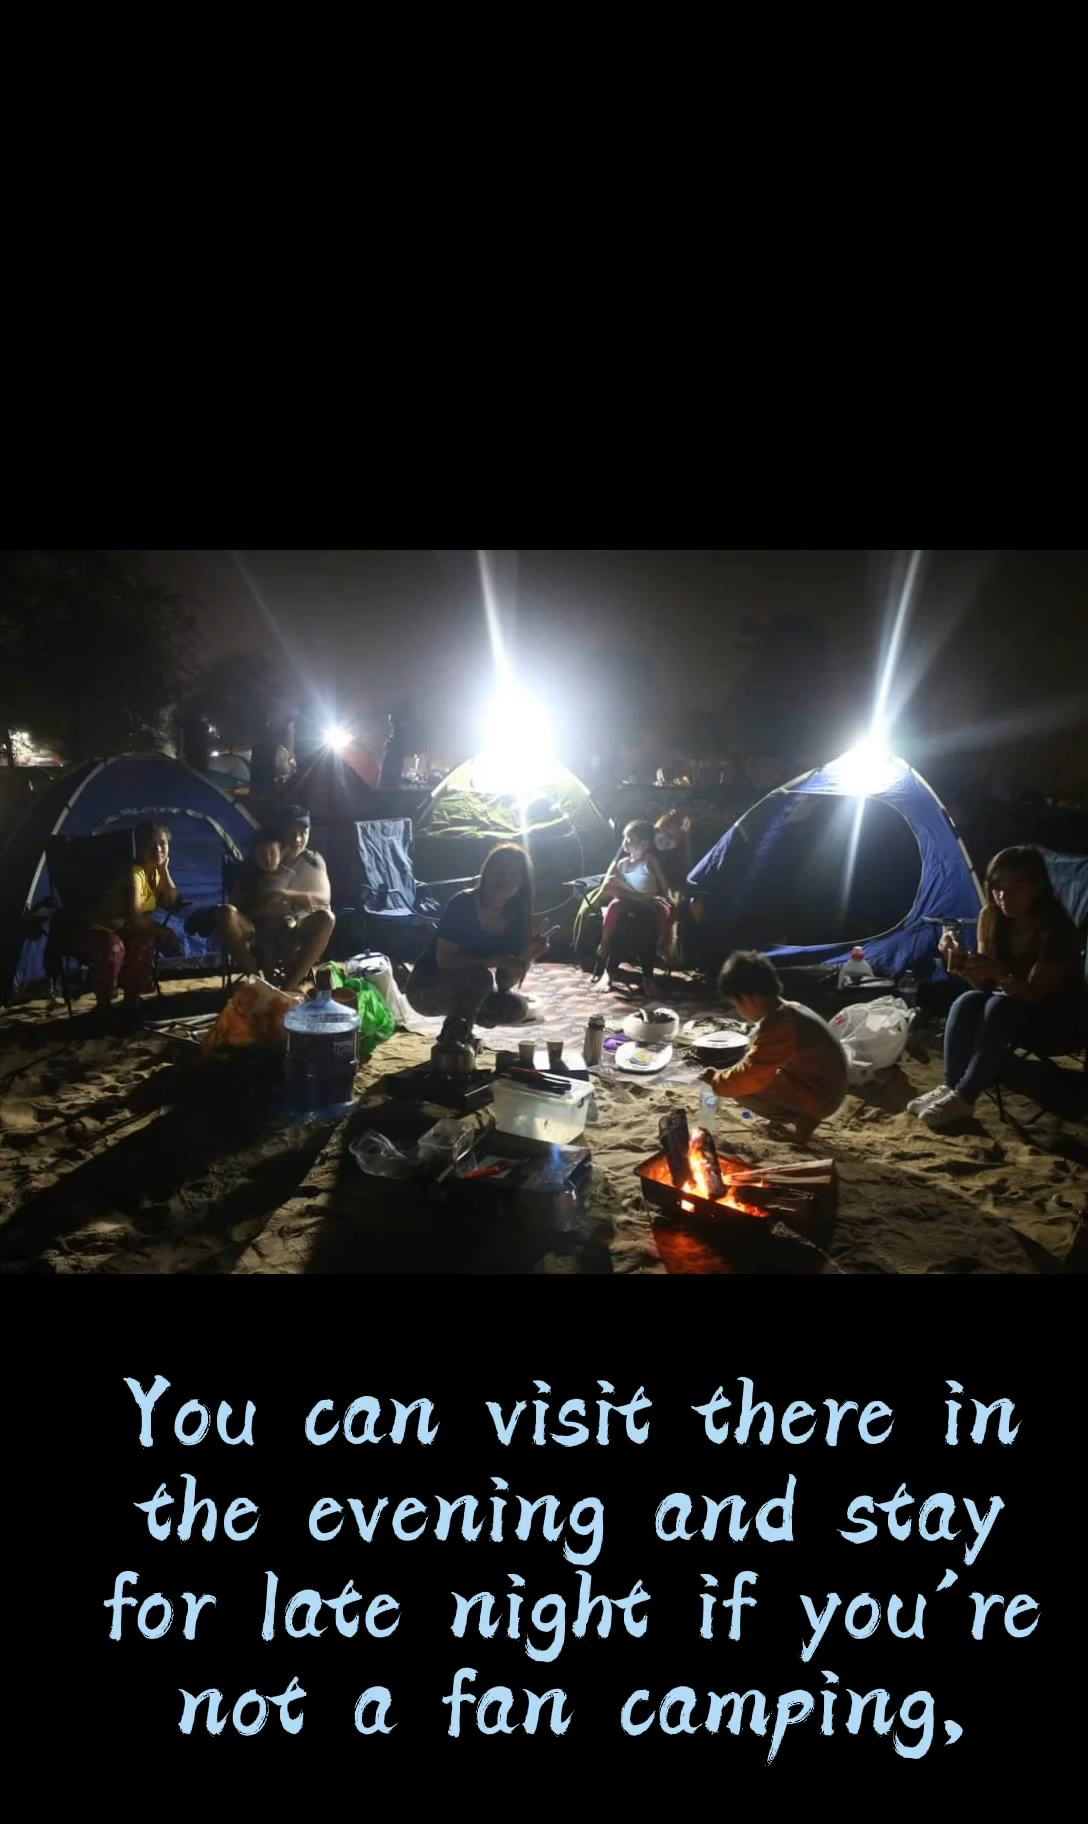 You can visit there in
the evening and stay
for late night if you're
not a fan camping,